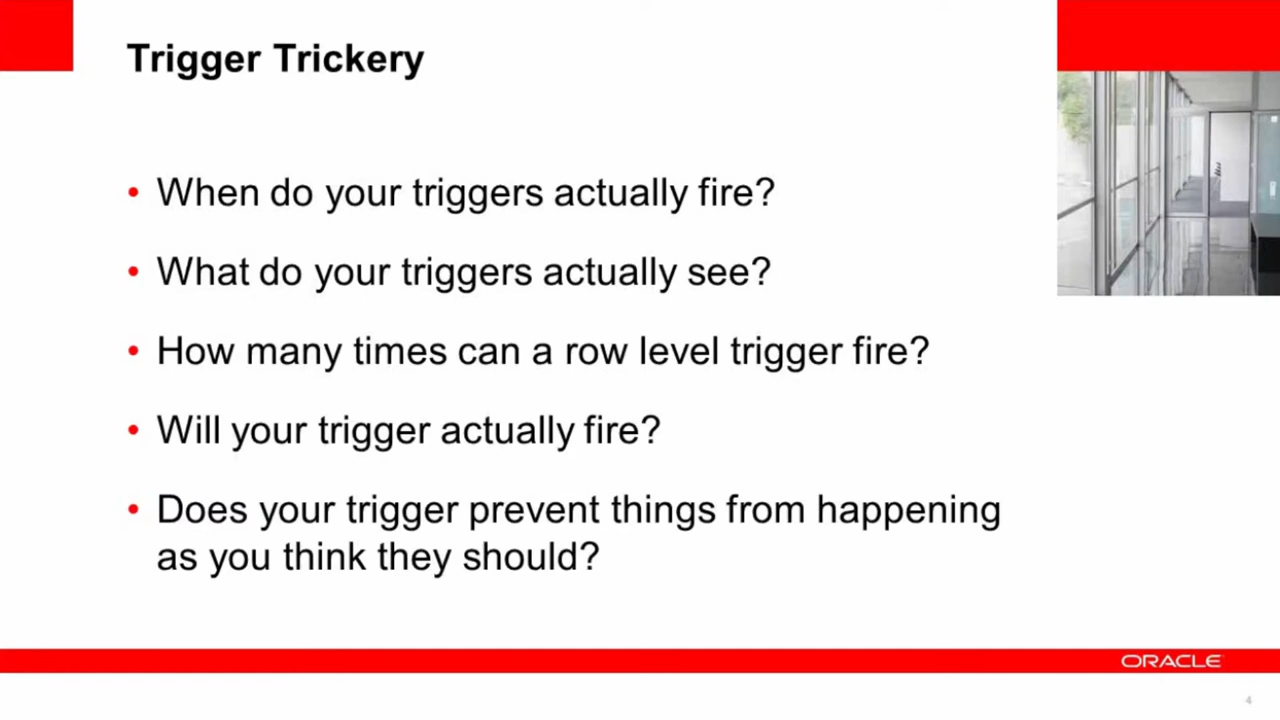 Trigger Trickery
• When do your triggers actually fire?
• What do your triggers actually see?
• How many times can a row level trigger fire?
• Will your trigger actually fire?
• Does your trigger prevent things from happening
as you think they should?
ORACLE
4